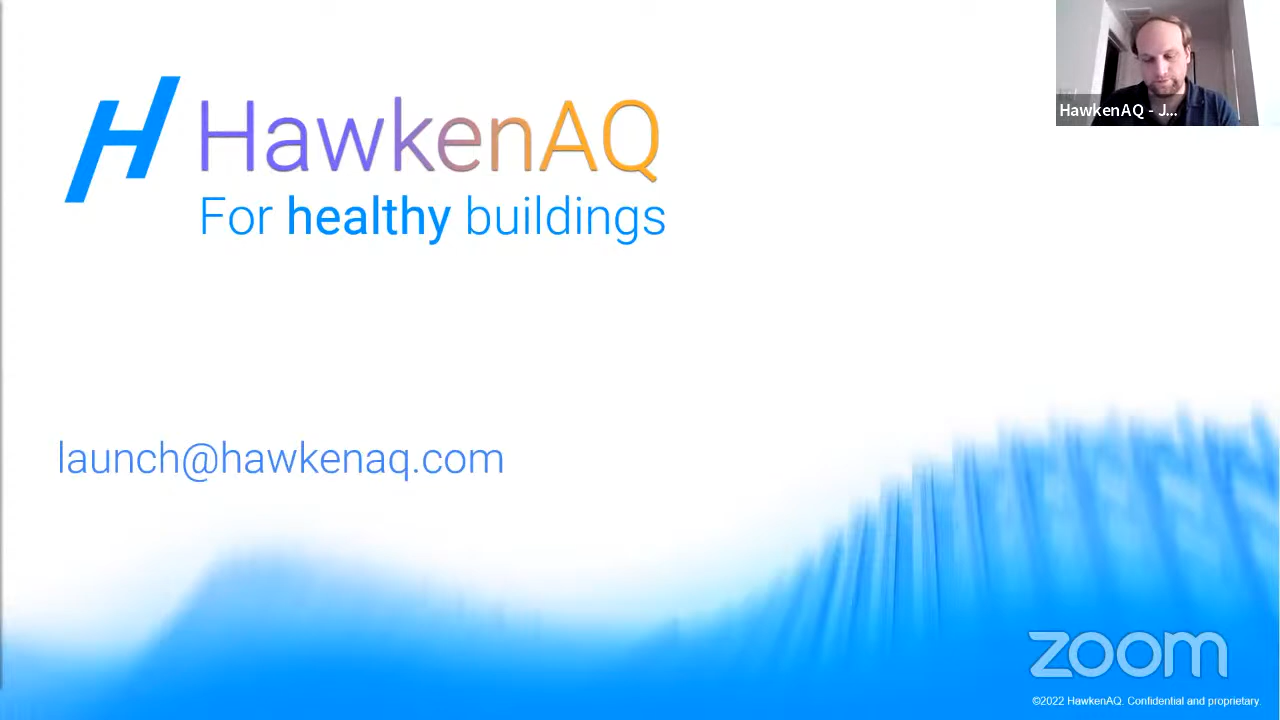 HawkenAQ
For healthy buildings
HawkenAQ - J...
launch@hawkenaq.com
zoom
©2022 HawkenAQ. Confidential and proprietary.